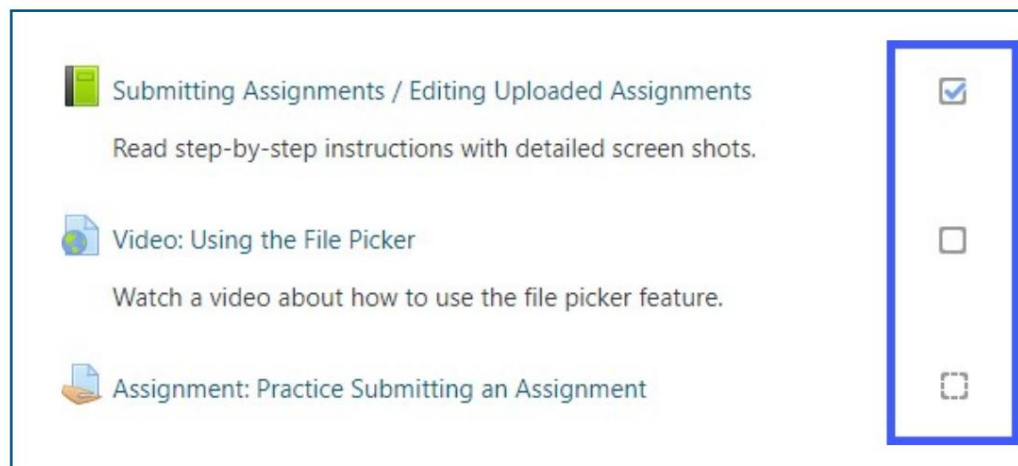 Submitting Assignments / Editing Uploaded Assignments
Read step-by-step instructions with detailed screen shots.
Video: Using the File Picker
Watch a video about how to use the file picker feature.
Assignment: Practice Submitting an Assignment